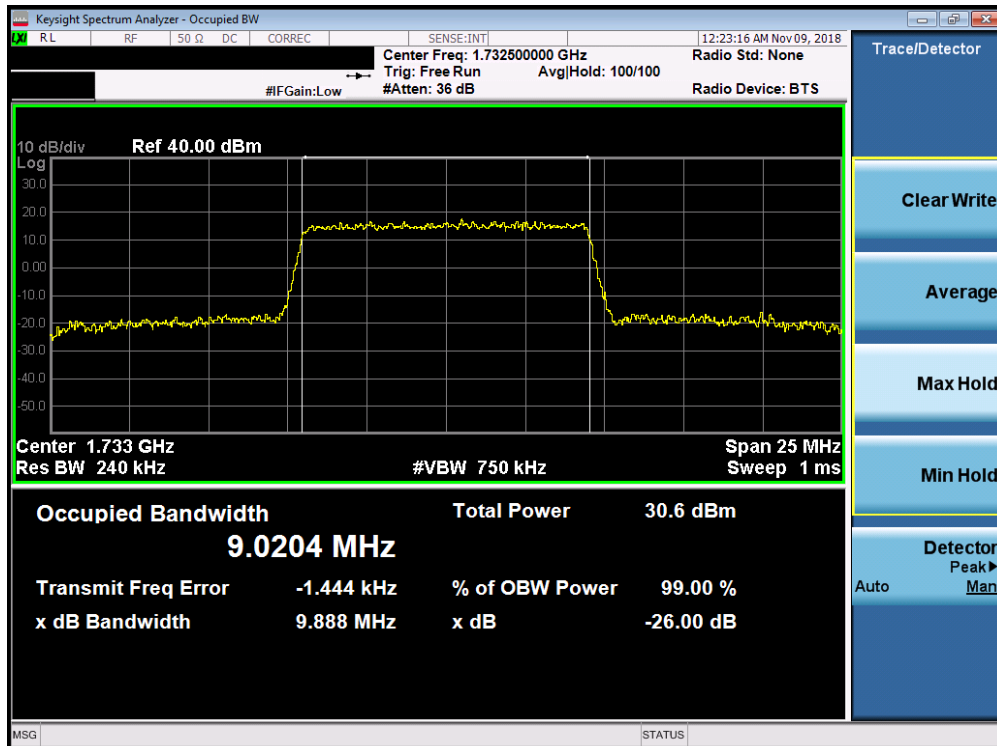 Keysight Spectrum Analyzer - Occupied BW
LXI RL RF 50 Ω DC CORREC SENSE:INT 12:23:16 AM Nov 09, 2018
Center Freq: 1.732500000 GHz Radio Std: None
Trig: Free Run Avg|Hold: 100/100
#IFGain:Low #Atten: 36 dB Radio Device: BTS
10 dB/div Ref 40.00 dBm
Log
30.0
20.0
10.0
0.00
-10.0
-20.0
-30.0
-40.0
-50.0
Center 1.733 GHz Span 25 MHz
Res BW 240 kHz #VBW 750 kHz Sweep 1 ms
Occupied Bandwidth Total Power 30.6 dBm
9.0204 MHz
Transmit Freq Error -1.444 kHz % of OBW Power 99.00 %
x dB Bandwidth 9.888 MHz x dB -26.00 dB
MSG STATUS
Trace/Detector
Clear Write
Average
Max Hold
Min Hold
Detector
Peak▶
Auto Man